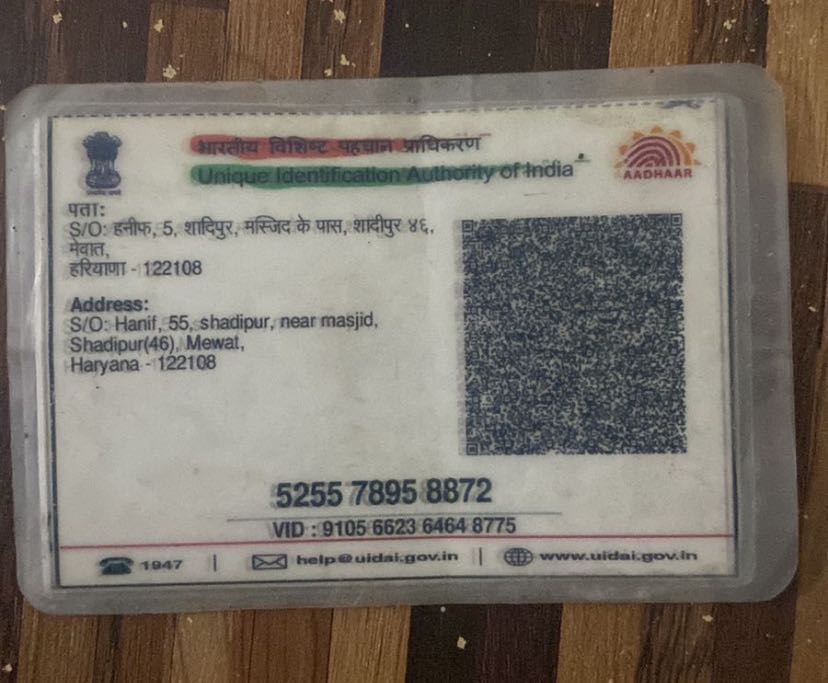 भारतीय विशिष्ट पहचान प्राधिकरण
Unique Identification Authority of India
AADHAAR
पता:
S/O: हनीफ, 5, शादिपुर, मस्जिद के पास, शादीपुर ४६,
मेवात,
हरियाणा - 122108
Address:
S/O: Hanif, 55, shadipur, near masjid,
Shadipur(46), Mewat,
Haryana - 122108
5255 7895 8872
VID : 9105 6623 6464 8775
1947 | help@uidai.gov.in | www.uidai.gov.in